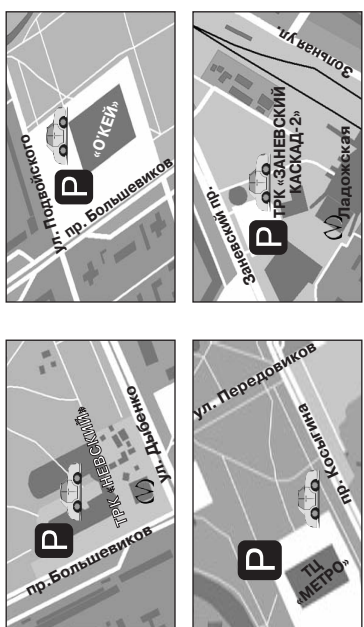 ул. Подвойского
P
«О'КЕЙ»
пр. Большевиков
Зольная ул.
Заневский пр.
P
ТРК «ЗАНЕВСКИЙ
КАСКАД-2»
Ладожская
P
ТРК «НЕВСКИЙ»
ул. Дыбенко
пр.Большевиков
ул. Передовиков
P
пр. Косыгина
ТЦ
«МЕТРО»